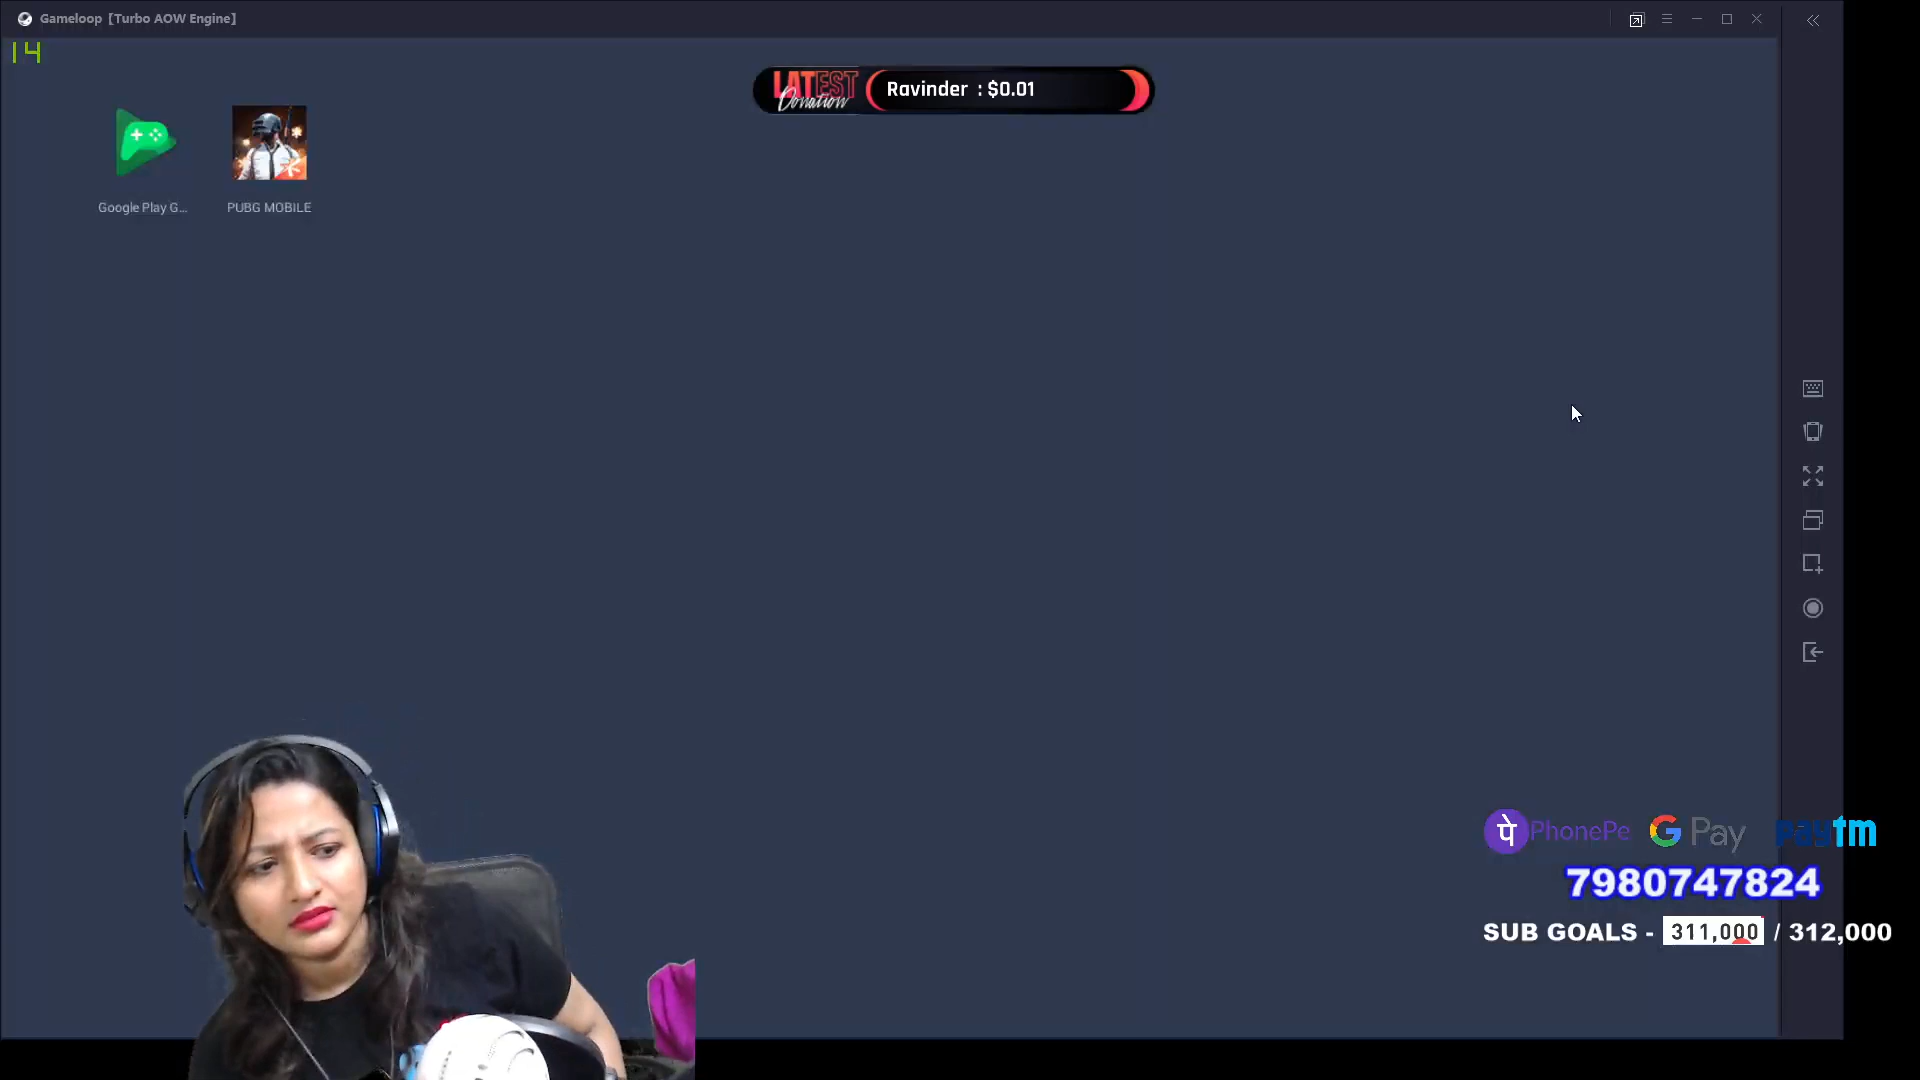 Gameloop [Turbo AOW Engine]
14
LATEST
Donation
Ravinder : $0.01
Google Play G...
PUBG MOBILE
पे PhonePe G Pay paytm
7980747824
SUB GOALS - 311,000 / 312,000